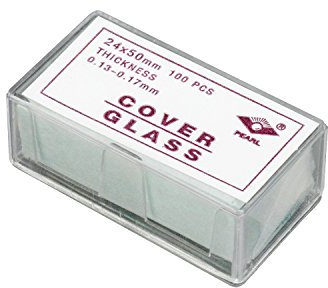 24x50mm 100 PCS
THICKNESS
0.13-0.17mm
COVER
GLASS
PEARL ®